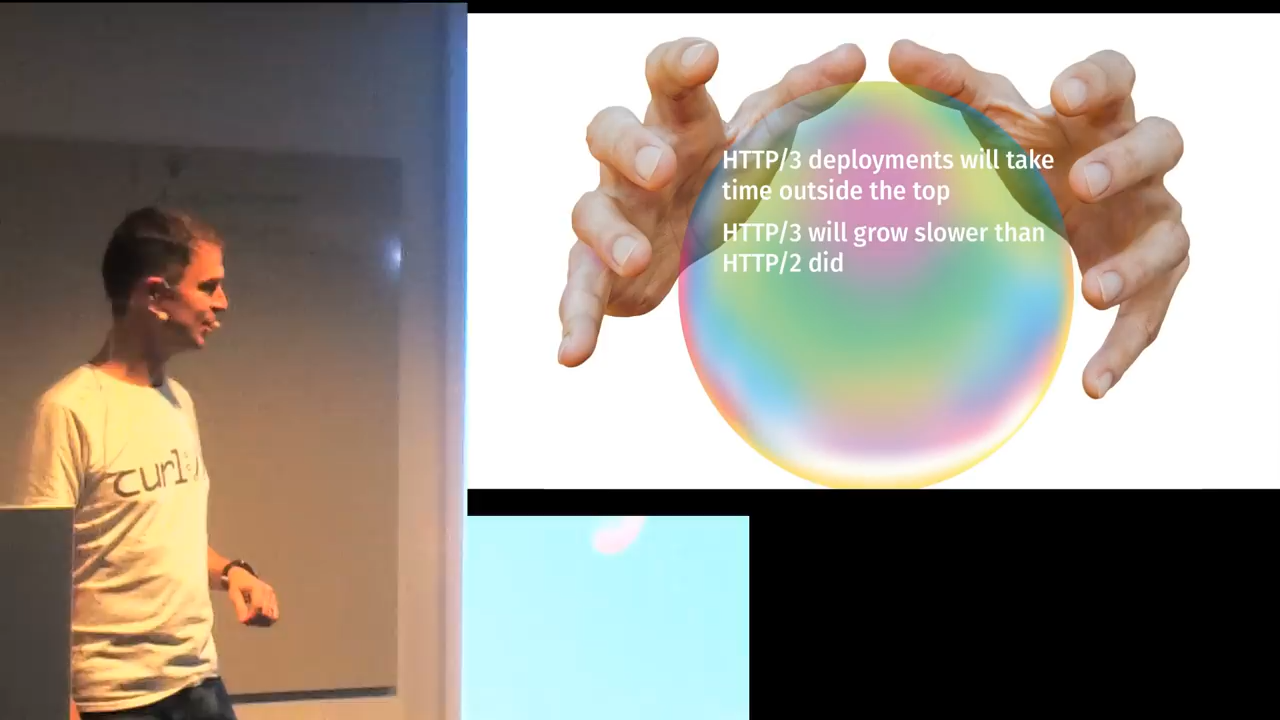 HTTP/3 deployments will take
time outside the top
HTTP/3 will grow slower than
HTTP/2 did
curl:/